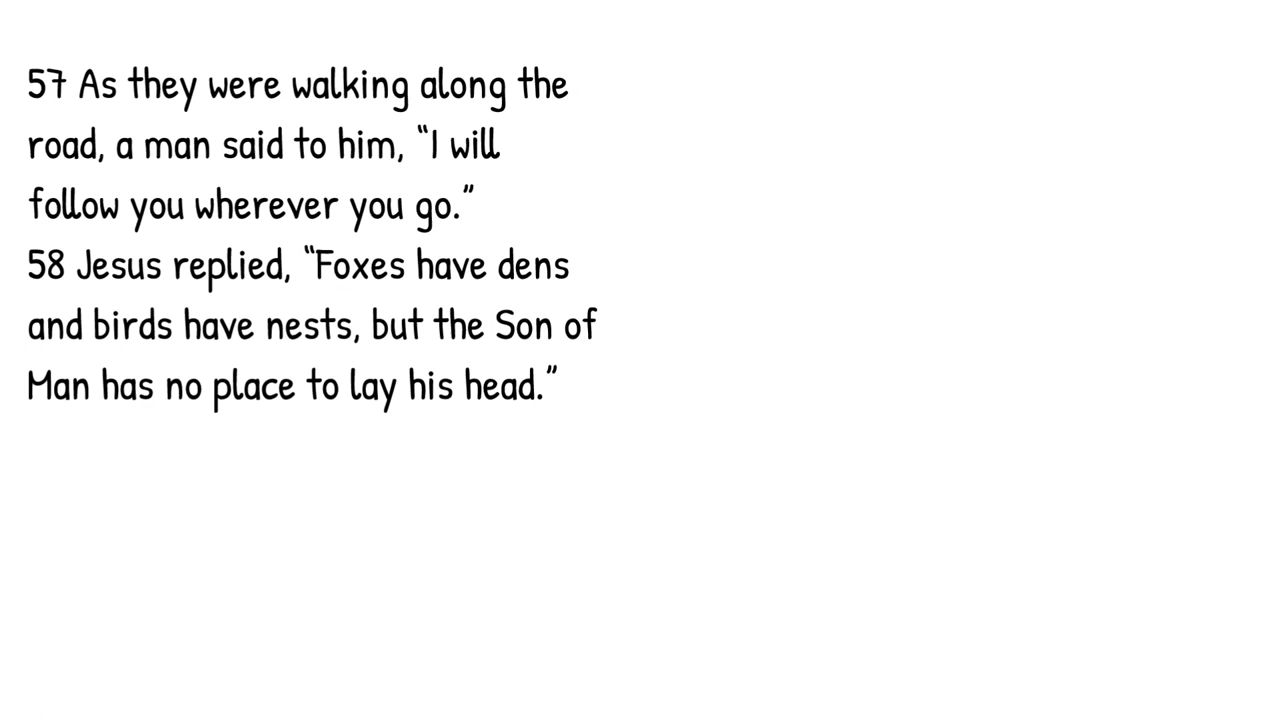 57 As they were walking along the
road, a man said to him, “I will
follow you wherever you go.”
58 Jesus replied, “Foxes have dens
and birds have nests, but the Son of
Man has no place to lay his head.”